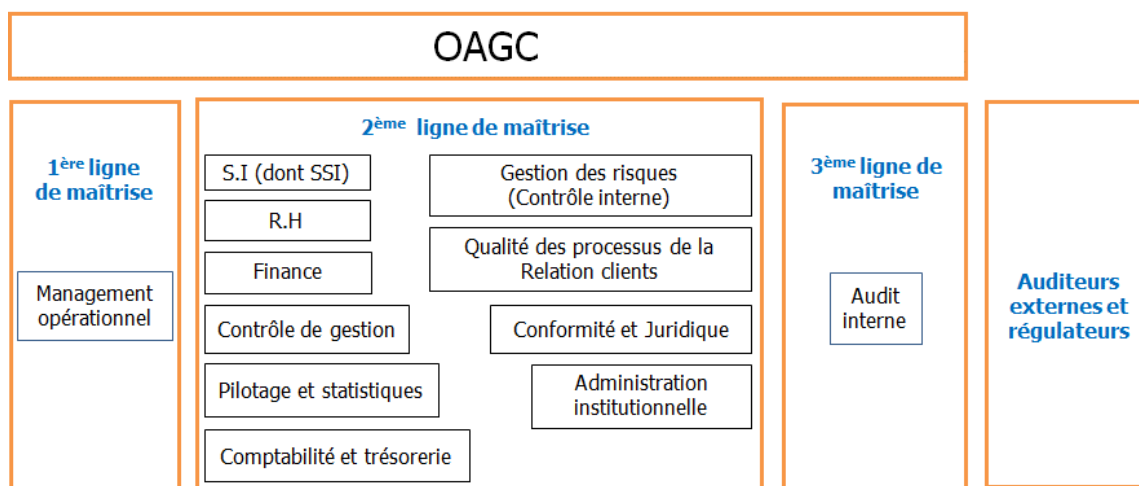 OAGC
1ère ligne
de maîtrise
Management
opérationnel
2ème ligne de maîtrise
S.I (dont SSI)
R.H
Finance
Contrôle de gestion
Pilotage et statistiques
Comptabilité et trésorerie
Gestion des risques
(Contrôle interne)
Qualité des processus de la
Relation clients
Conformité et Juridique
Administration
institutionnelle
3ème ligne de
maîtrise
Audit
interne
Auditeurs
externes et
régulateurs